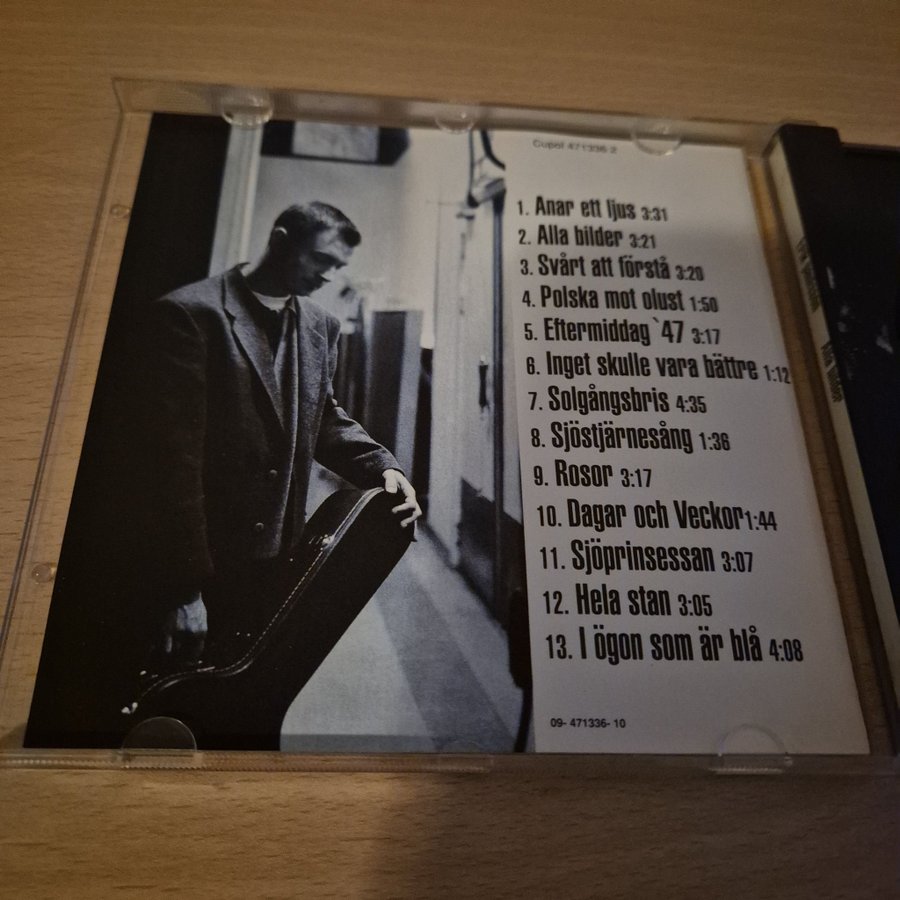 Cupol 471336 2
1. Anar ett ljus 3:31
2. Alla bilder 3:21
3. Svårt att förstå 3:20
4. Polska mot olust 1:50
5. Eftermiddag `47 3:17
6. Inget skulle vara bättre 1:12
7. Solgångsbris 4:35
8. Sjöstjärnesång 1:36
9. Rosor 3:17
10. Dagar och Veckor 1:44
11. Sjöprinsessan 3:07
12. Hela stan 3:05
13. I ögon som är blå 4:08
09- 471336- 10